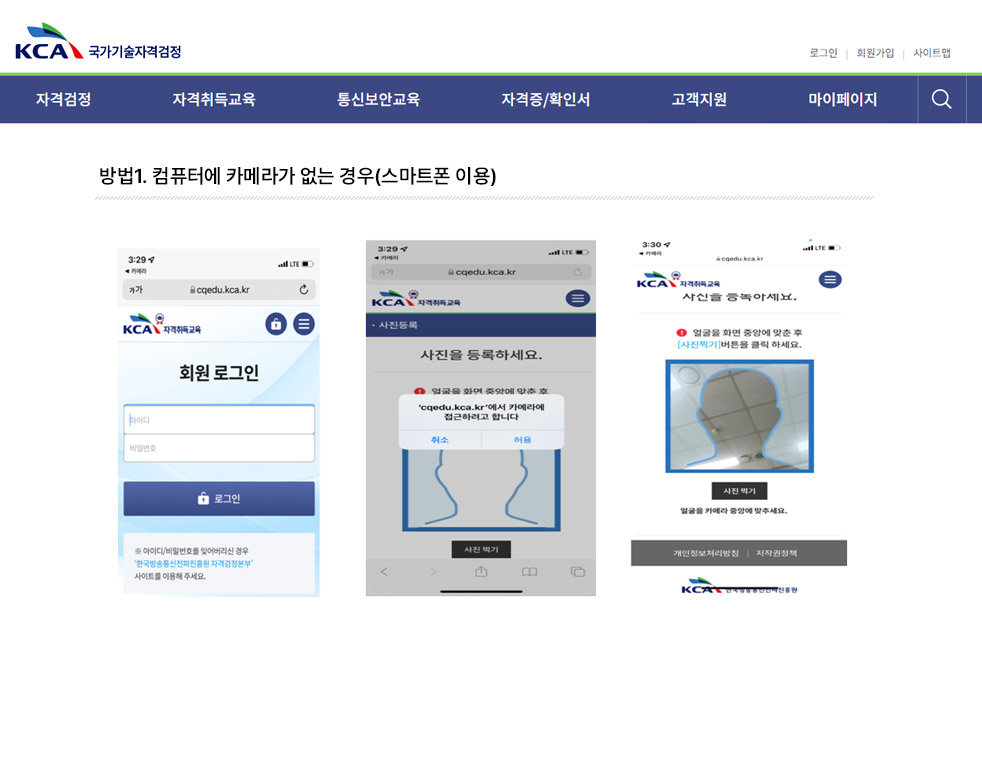 KCA 국가기술자격검정
로그인 | 회원가입 | 사이트맵
자격검정 자격취득교육 통신보안교육 자격증/확인서 고객지원 마이페이지
방법1. 컴퓨터에 카메라가 없는 경우(스마트폰 이용)
3:29 LTE
◀ 카메라
가가 cqedu.kca.kr
KCA 자격취득교육
회원 로그인
아이디
비밀번호
로그인
※ 아이디/비밀번호를 잊어버리신 경우
'한국방송통신전파진흥원 자격검정본부'
사이트를 이용해 주세요.
3:29 LTE
◀ 카메라
가가 cqedu.kca.kr
KCA 자격취득교육
· 사진등록
사진을 등록하세요.
얼굴을 화면 중앙에 맞춘 후
'cqedu.kca.kr'에서 카메라에
접근하려고 합니다
취소 허용
사진 찍기
3:30 LTE
◀ 카메라
cqedu.kca.kr
KCA 자격취득교육
사진을 등록하세요.
얼굴을 화면 중앙에 맞춘 후
[사진찍기]버튼을 클릭 하세요.
사진 찍기
얼굴을 카메라 중앙에 맞추세요.
개인정보처리방침 | 저작권정책
KCA 한국방송통신전파진흥원